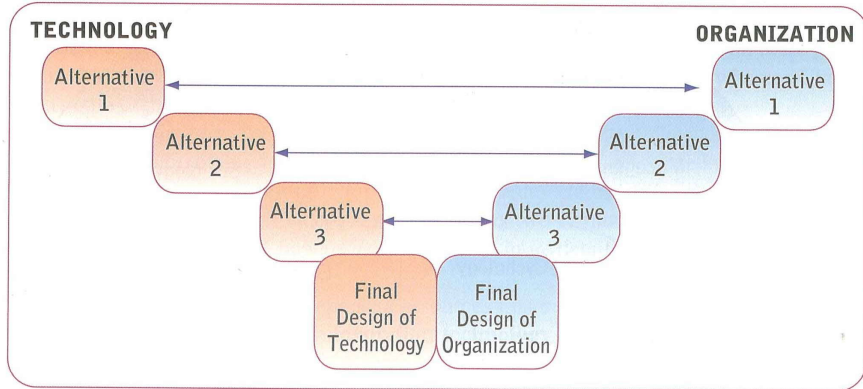 TECHNOLOGY
ORGANIZATION
Alternative
1
Alternative
1
Alternative
2
Alternative
2
Alternative
3
Alternative
3
Final
Design of
Technology
Final
Design of
Organization